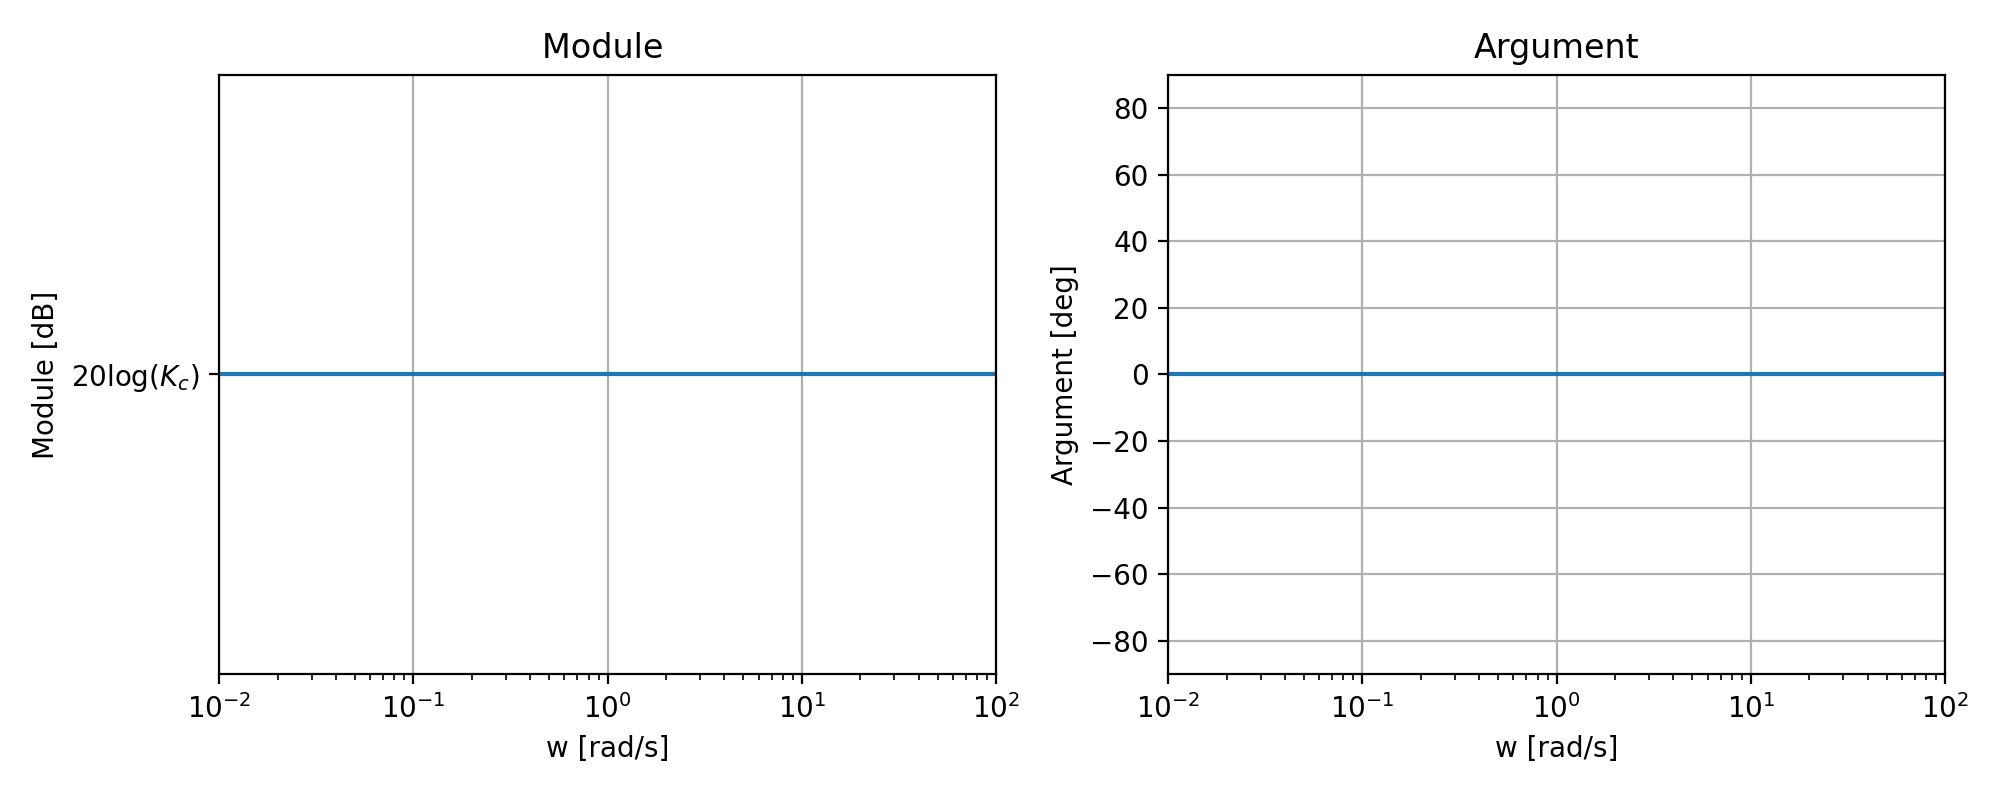 Module
Module [dB]
20log(K_c)
10^−2 10^−1 10^0 10^1 10^2
w [rad/s]
Argument
Argument [deg]
80
60
40
20
0
−20
−40
−60
−80
10^−2 10^−1 10^0 10^1 10^2
w [rad/s]